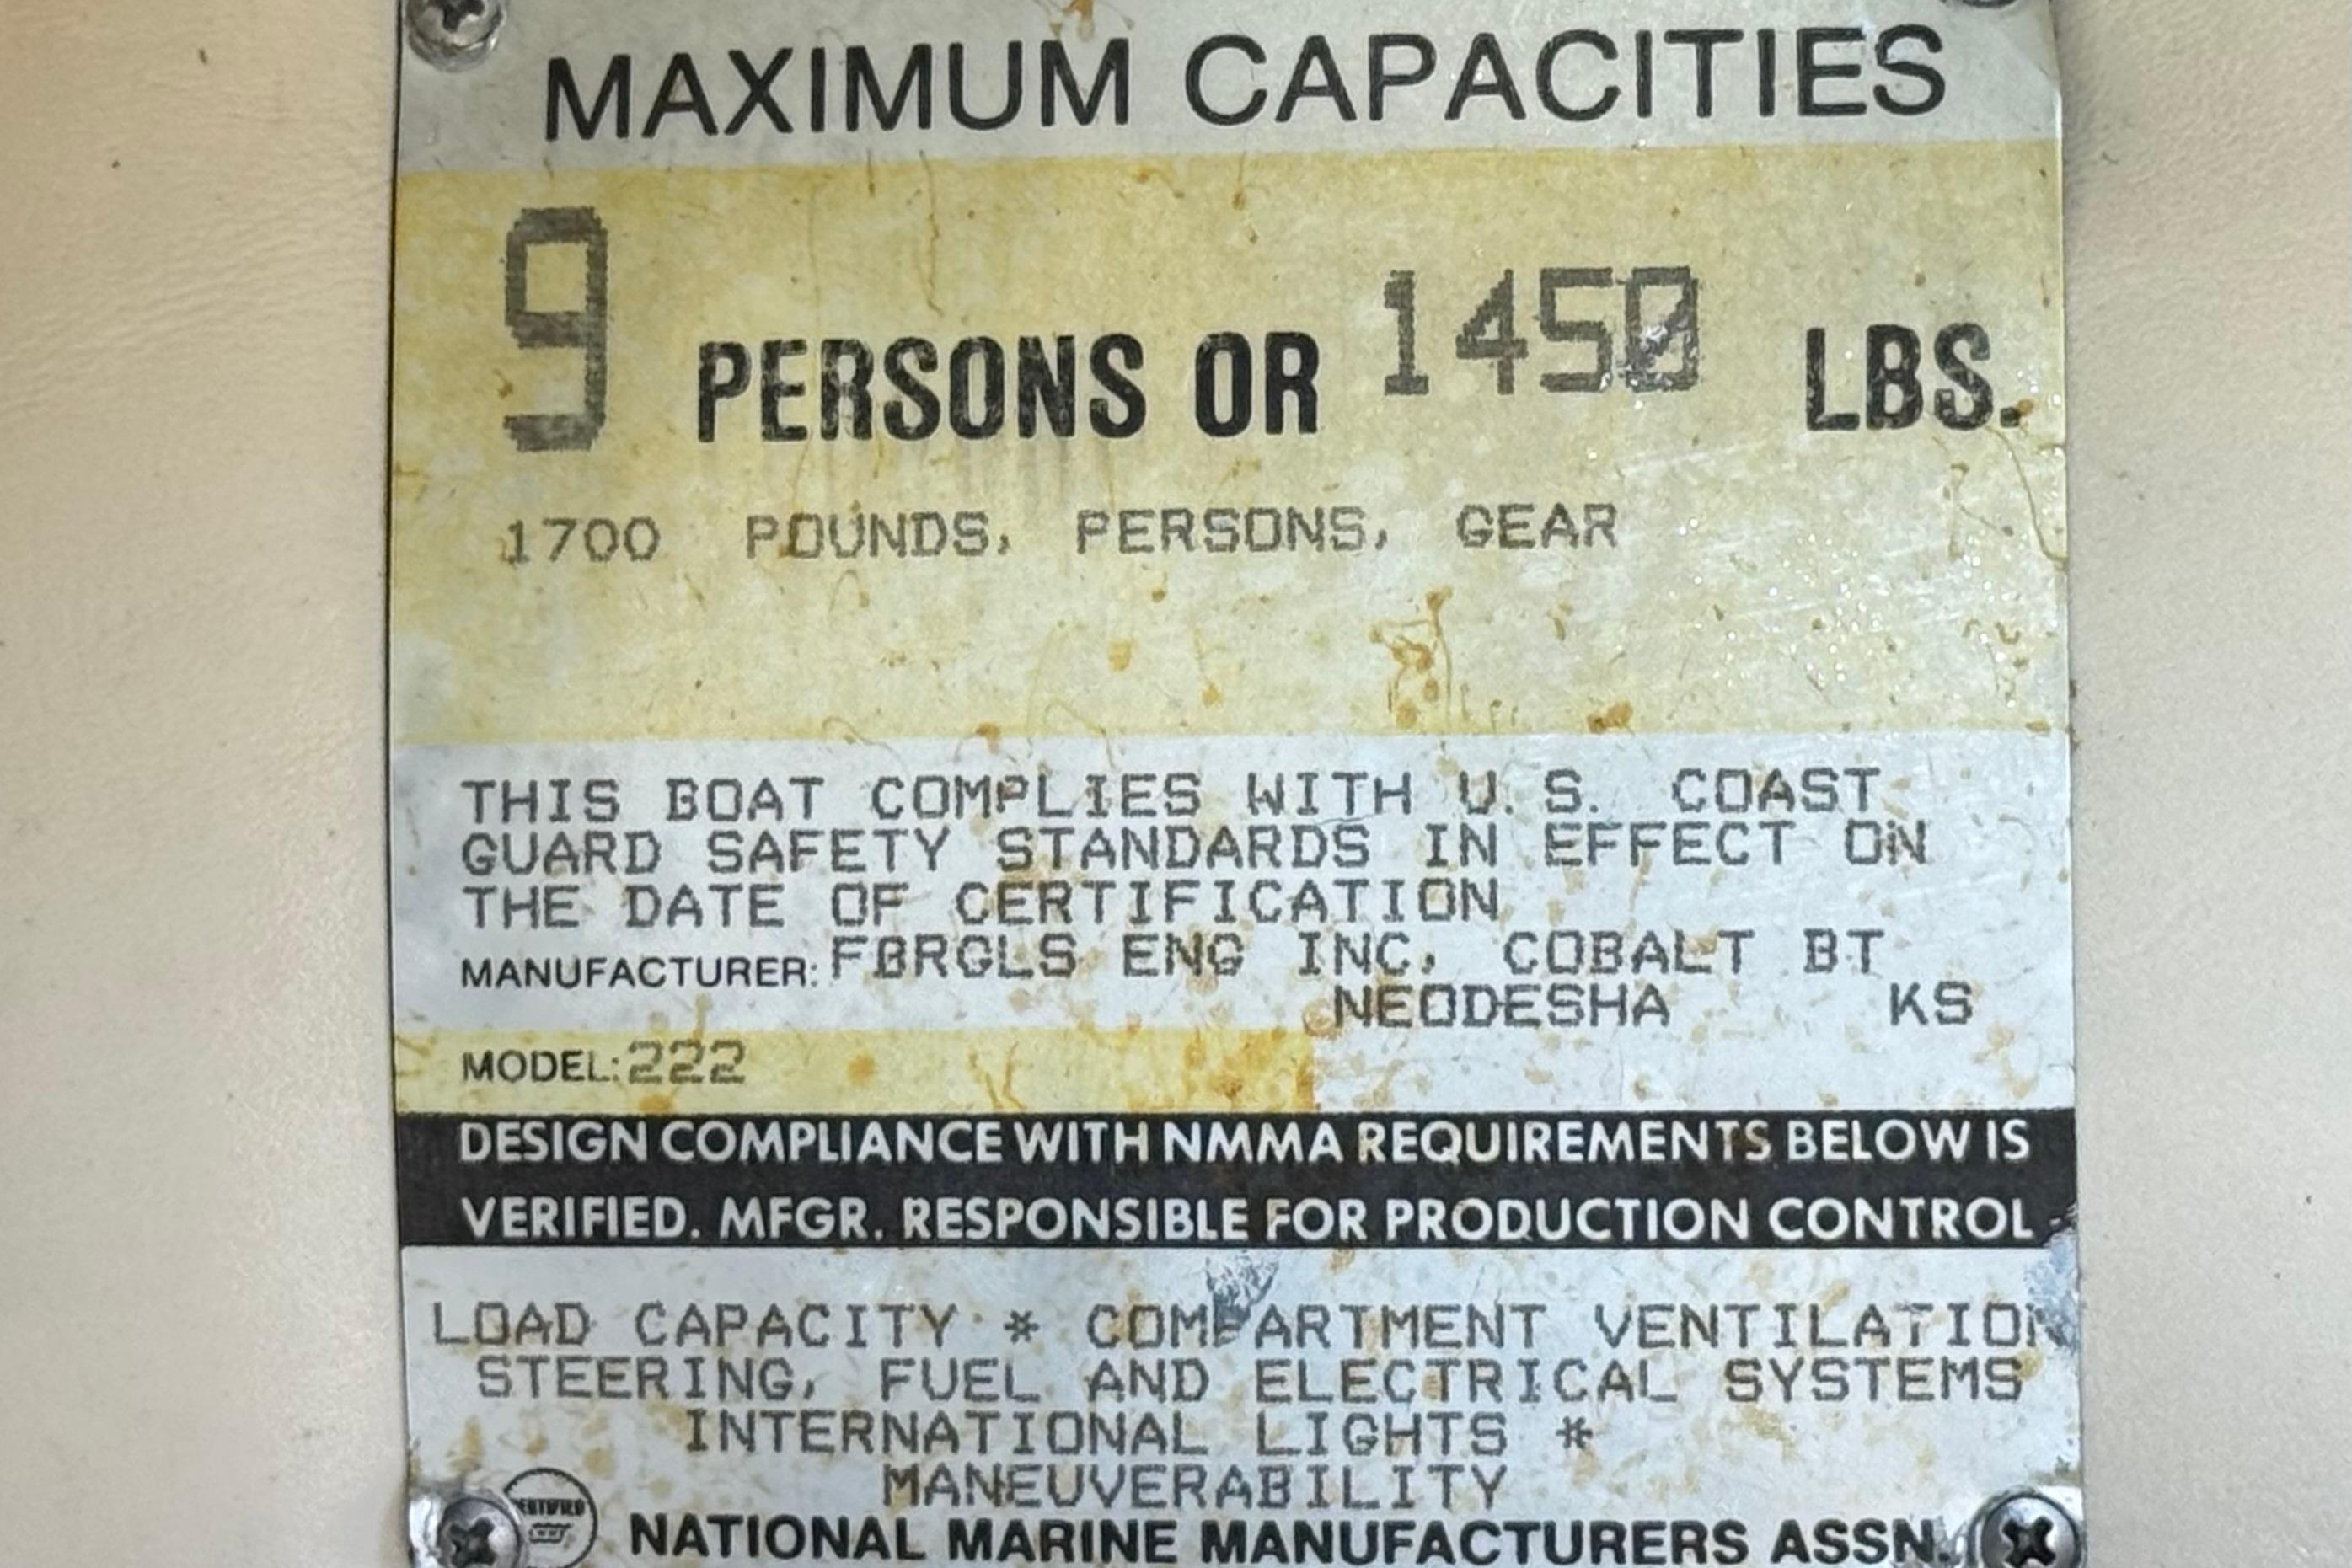 MAXIMUM CAPACITIES
9 PERSONS OR 1450 LBS.
1700 POUNDS, PERSONS, GEAR
THIS BOAT COMPLIES WITH U.S. COAST
GUARD SAFETY STANDARDS IN EFFECT ON
THE DATE OF CERTIFICATION
MANUFACTURER: FBRGLS ENG INC, COBALT BT
NEODESHA KS
MODEL: 222
DESIGN COMPLIANCE WITH NMMA REQUIREMENTS BELOW IS
VERIFIED. MFGR. RESPONSIBLE FOR PRODUCTION CONTROL
LOAD CAPACITY * COMPARTMENT VENTILATION
STEERING, FUEL AND ELECTRICAL SYSTEMS
INTERNATIONAL LIGHTS *
MANEUVERABILITY
NATIONAL MARINE MANUFACTURERS ASSN.